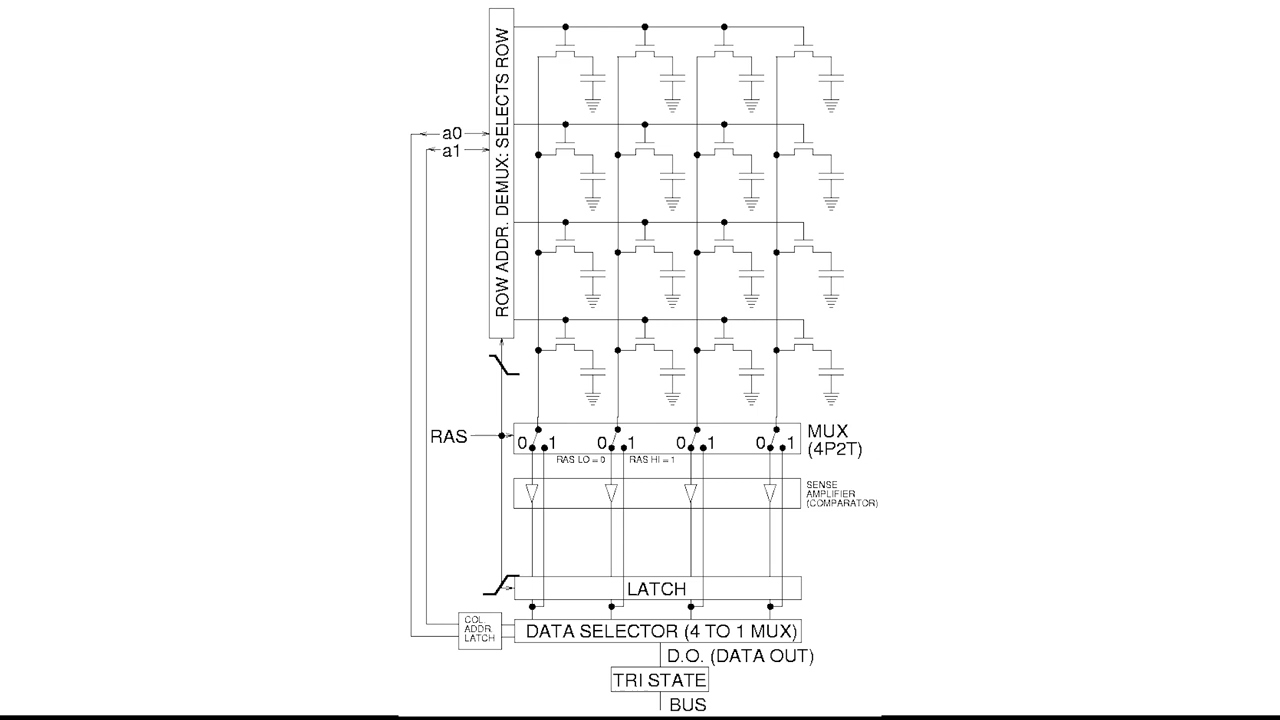 ROW ADDR. DEMUX: SELECTS ROW
a0
a1
RAS
0 1 0 1 0 1 0 1
MUX
(4P2T)
RAS LO = 0 RAS HI = 1
SENSE
AMPLIFIER
(COMPARATOR)
LATCH
COL.
ADDR.
LATCH
DATA SELECTOR (4 TO 1 MUX)
D.O. (DATA OUT)
TRI STATE
BUS